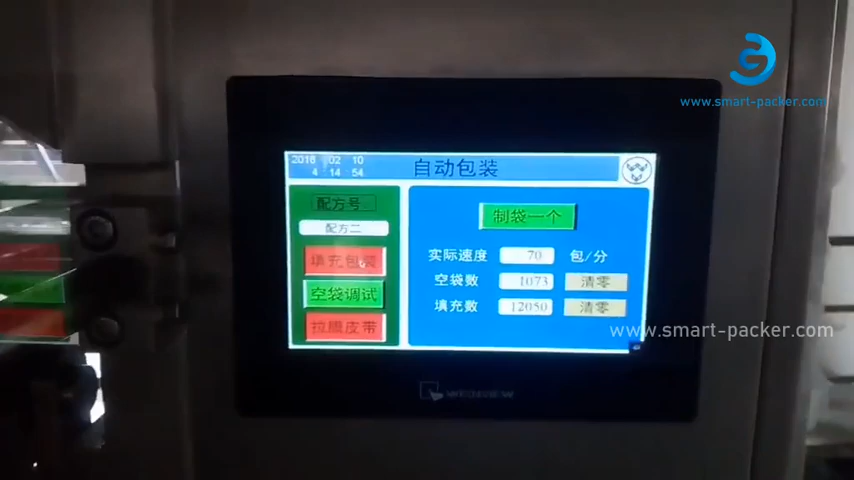 www.smart-packer.com
2016 02 10
4 14 54
自动包装
配方号
配方二
制袋一个
填充包装
实际速度 70 包/分
空袋调试
空袋数 1073 清零
拉膜皮带
填充数 12050 清零
www.smart-packer.com